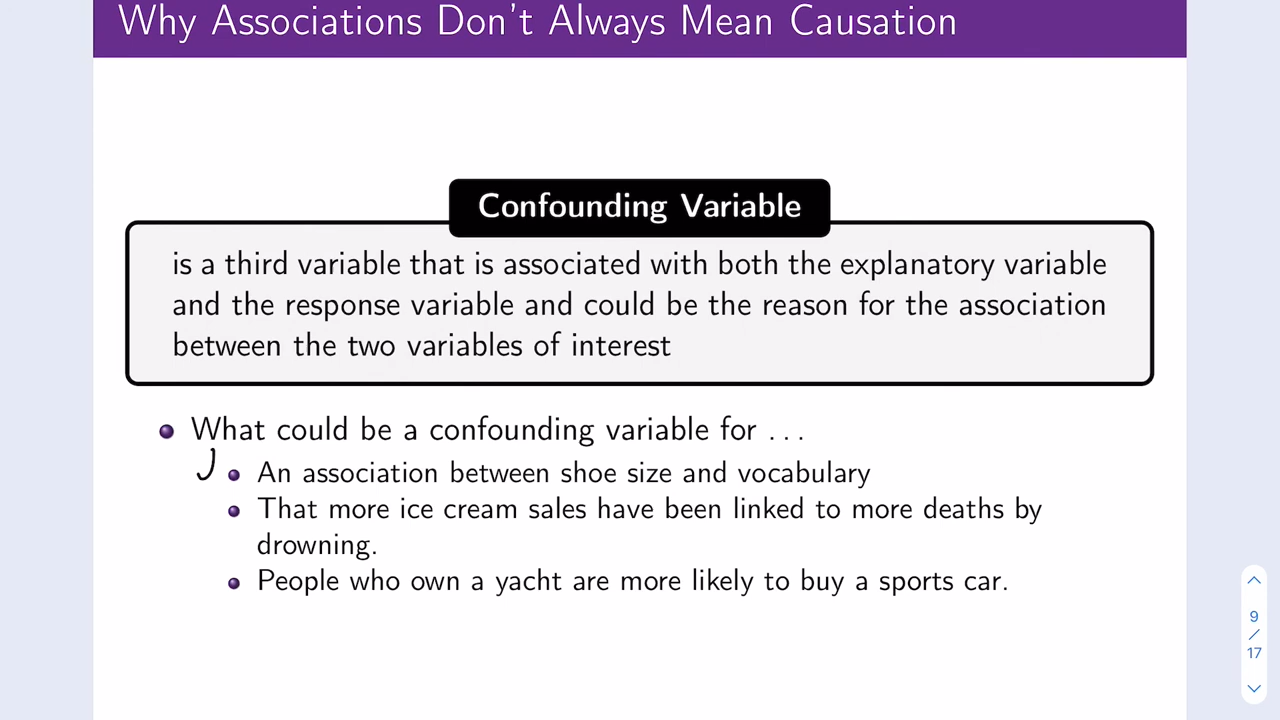 Why Associations Don't Always Mean Causation
Confounding Variable
is a third variable that is associated with both the explanatory variable
and the response variable and could be the reason for the association
between the two variables of interest
What could be a confounding variable for ...
An association between shoe size and vocabulary
That more ice cream sales have been linked to more deaths by
drowning.
People who own a yacht are more likely to buy a sports car.
9
/
17